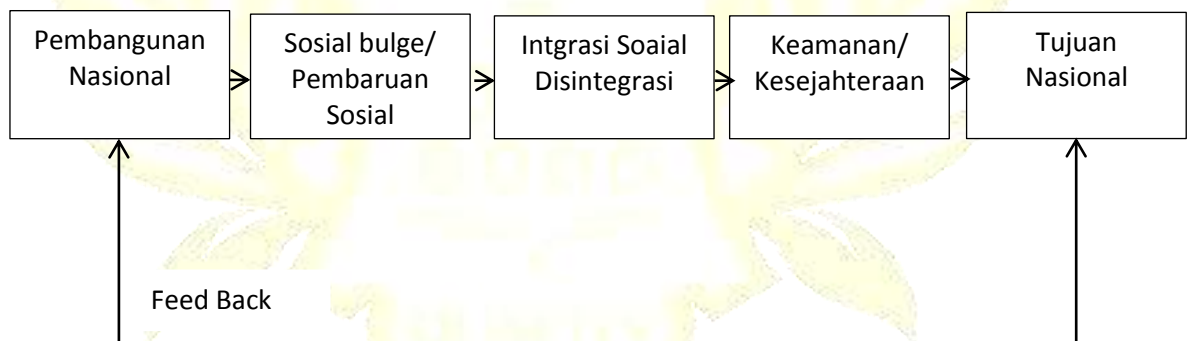 Pembangunan
Nasional
Sosial bulge/
Pembaruan
Sosial
Intgrasi Soaial
Disintegrasi
Keamanan/
Kesejahteraan
Tujuan
Nasional
Feed Back